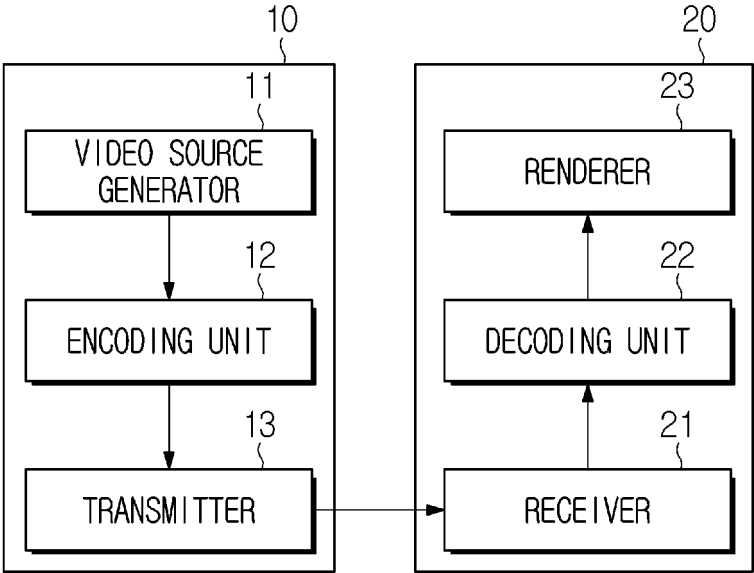 10
11
VIDEO SOURCE
GENERATOR
12
ENCODING UNIT
13
TRANSMITTER
20
23
RENDERER
22
DECODING UNIT
21
RECEIVER